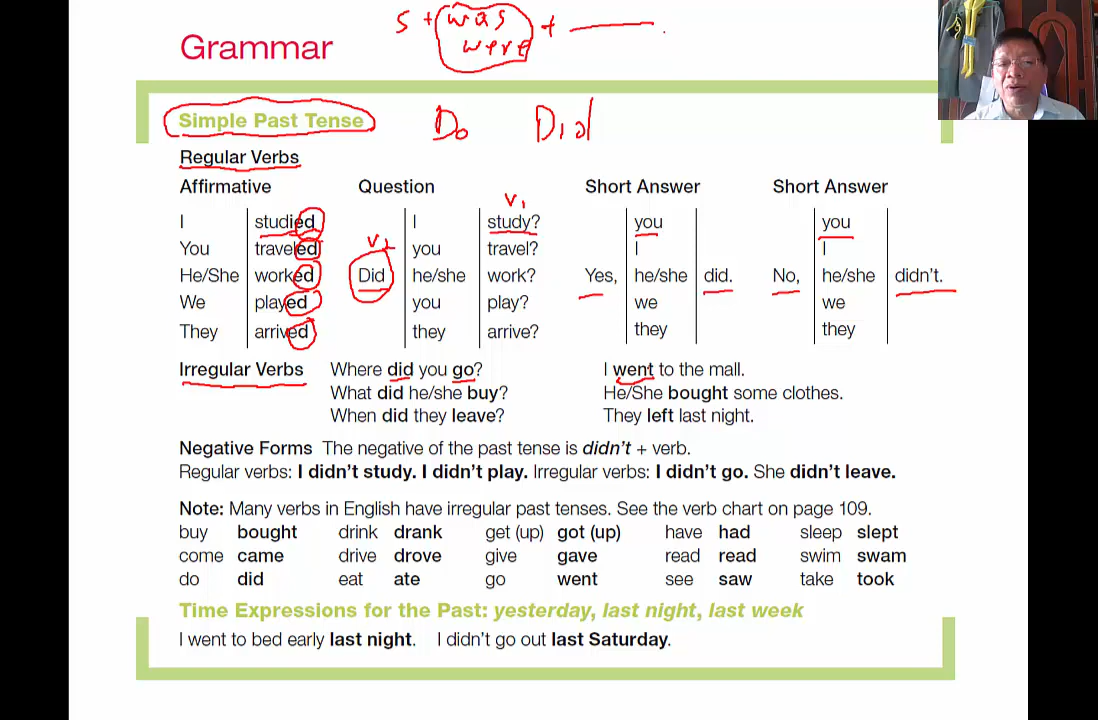 s + was + ______
were
Grammar
Simple Past Tense
Do Did
Regular Verbs
Affirmative Question Short Answer Short Answer
V1
I studied I study? you you
You traveled you travel? I I
He/She worked Did he/she work? Yes, he/she did. No, he/she didn't.
We played you play? we we
They arrived they arrive? they they
Irregular Verbs Where did you go? I went to the mall.
What did he/she buy? He/She bought some clothes.
When did they leave? They left last night.
Negative Forms The negative of the past tense is didn't + verb.
Regular verbs: I didn't study. I didn't play. Irregular verbs: I didn't go. She didn't leave.
Note: Many verbs in English have irregular past tenses. See the verb chart on page 109.
buy bought drink drank get (up) got (up) have had sleep slept
come came drive drove give gave read read swim swam
do did eat ate go went see saw take took
Time Expressions for the Past: yesterday, last night, last week
I went to bed early last night. I didn't go out last Saturday.